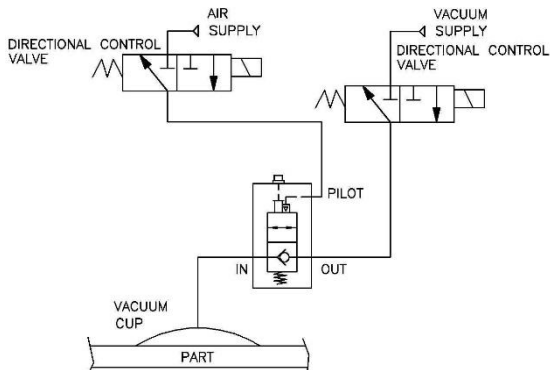 AIR
SUPPLY
DIRECTIONAL CONTROL
VALVE
VACUUM
SUPPLY
DIRECTIONAL CONTROL
VALVE
PILOT
IN
OUT
VACUUM
CUP
PART